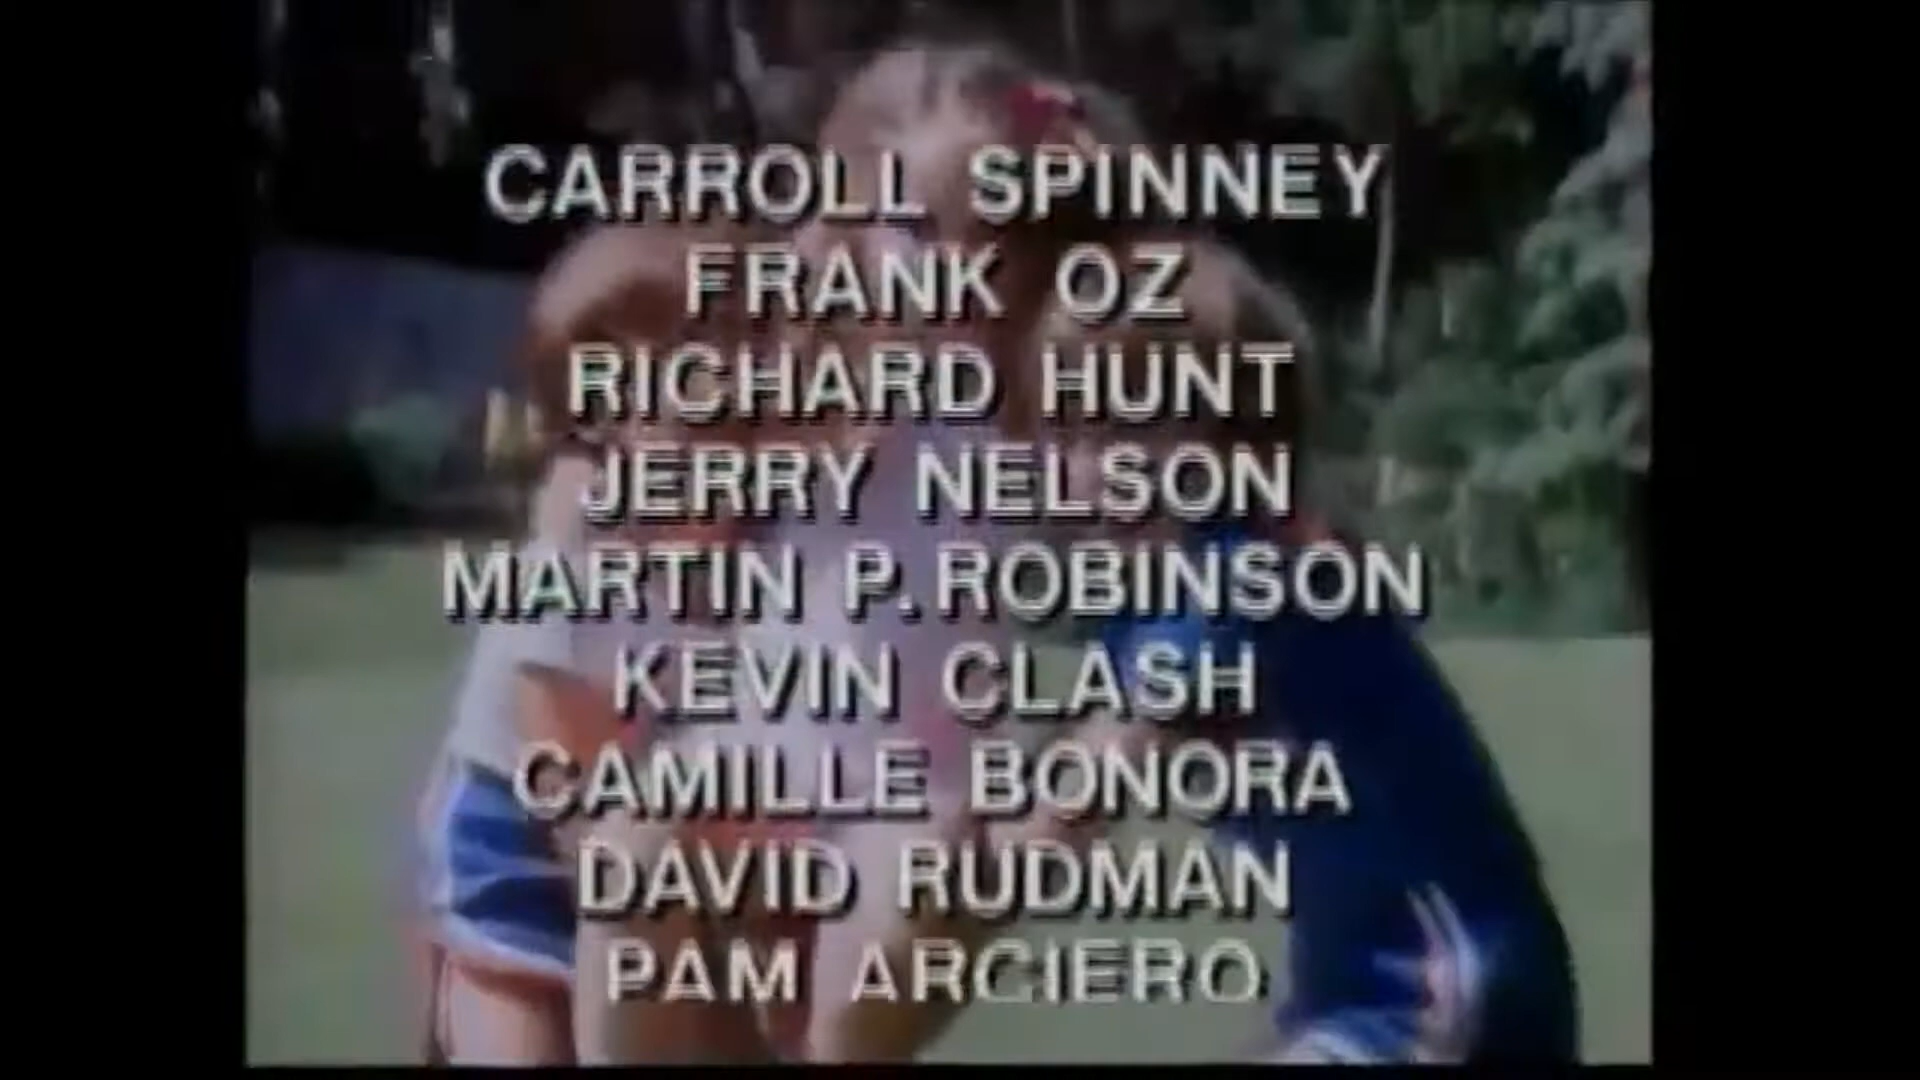 CARROLL SPINNEY
FRANK OZ
RICHARD HUNT
JERRY NELSON
MARTIN P. ROBINSON
KEVIN CLASH
CAMILLE BONORA
DAVID RUDMAN
PAM ARCIERO